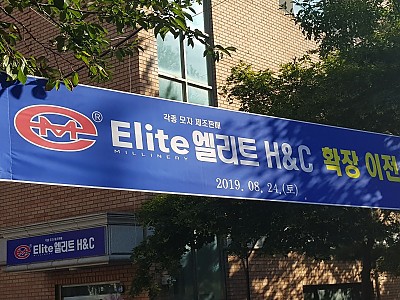 각종 모자 제조판매
EM ® Elite 엘리트 H&C 확장 이전
MILLINERY
2019. 08. 24.(토)
Elite 엘리트 H&C